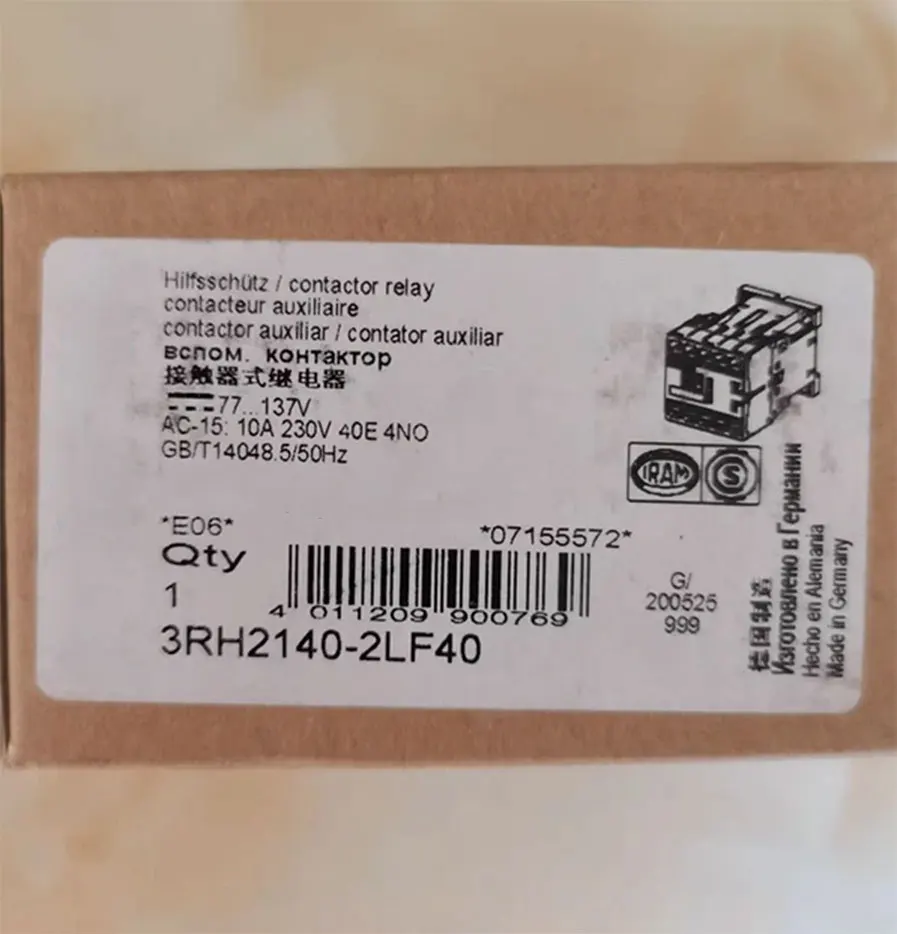 Hilfsschütz / contactor relay
contacteur auxiliaire
contactor auxiliar / contator auxiliar
вспом. контактор
接触器式继电器
77...137V
AC-15: 10A 230V 40E 4NO
GB/T14048.5/50Hz
IRAM S
*E06*
*07155572*
Qty
1
4 011209 900769
3RH2140-2LF40
G/
200525
999
德国制造
Изготовлено в Германии
Hecho en Alemania
Made in Germany